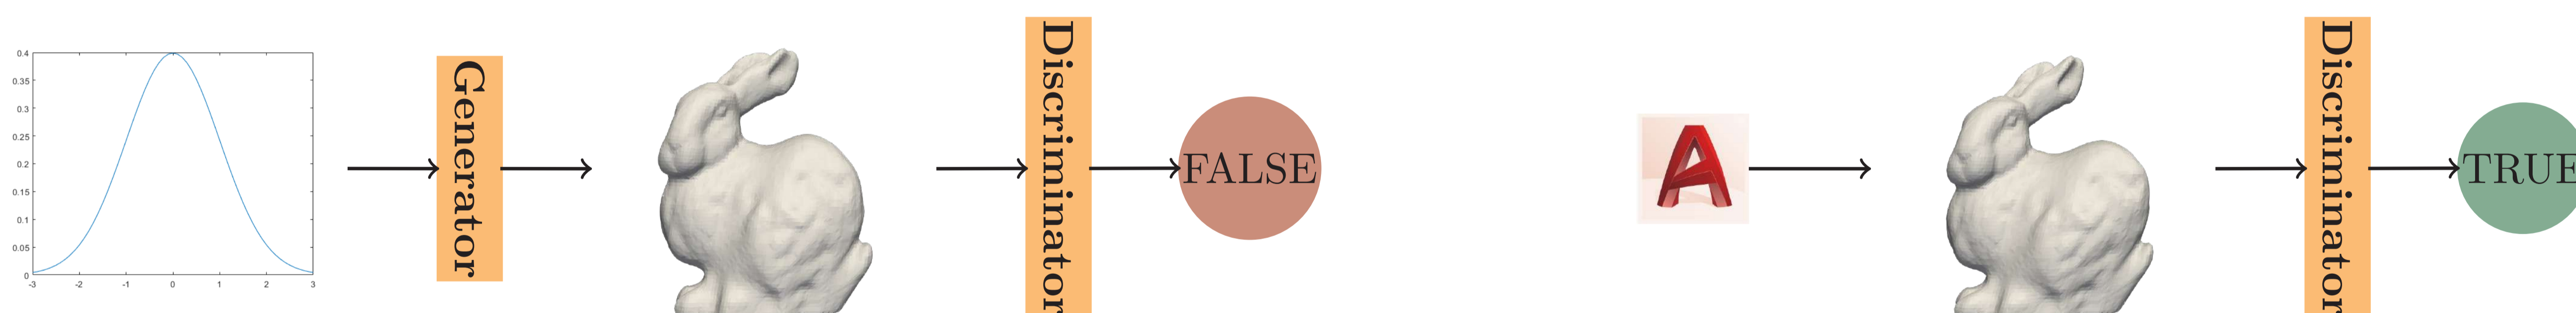 0.4
0.35
0.3
0.25
0.2
0.15
0.1
0.05
0
-3 -2 -1 0 1 2 3
Generator
Discriminator
FALSE
A
Discriminator
TRUE